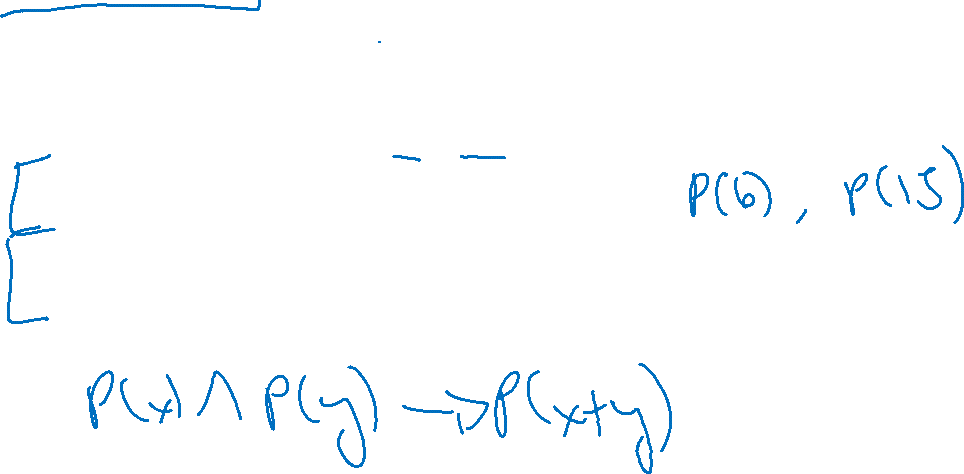 P(6), P(15)
P(x) ∧ P(y) → P(x+y)